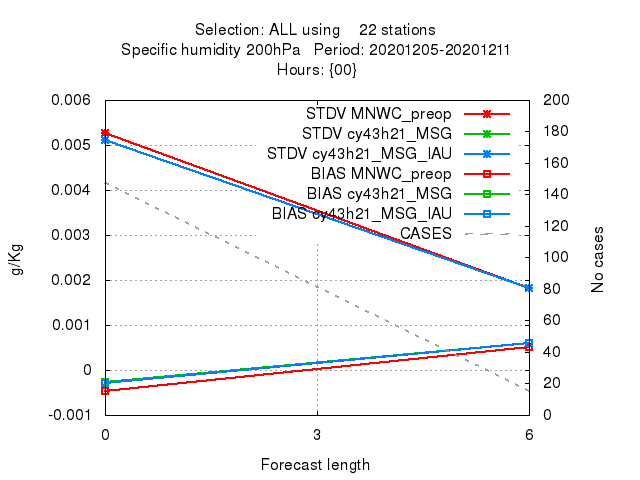 Selection: ALL using 22 stations
Specific humidity 200hPa Period: 20201205-20201211
Hours: {00}
0.006
0.005
0.004
0.003
0.002
0.001
0
-0.001
g/Kg
STDV MNWC_preop
STDV cy43h21_MSG
STDV cy43h21_MSG_IAU
BIAS MNWC_preop
BIAS cy43h21_MSG
BIAS cy43h21_MSG_IAU
CASES
200
180
160
140
120
100
80
60
40
20
0
No cases
0 3 6
Forecast length